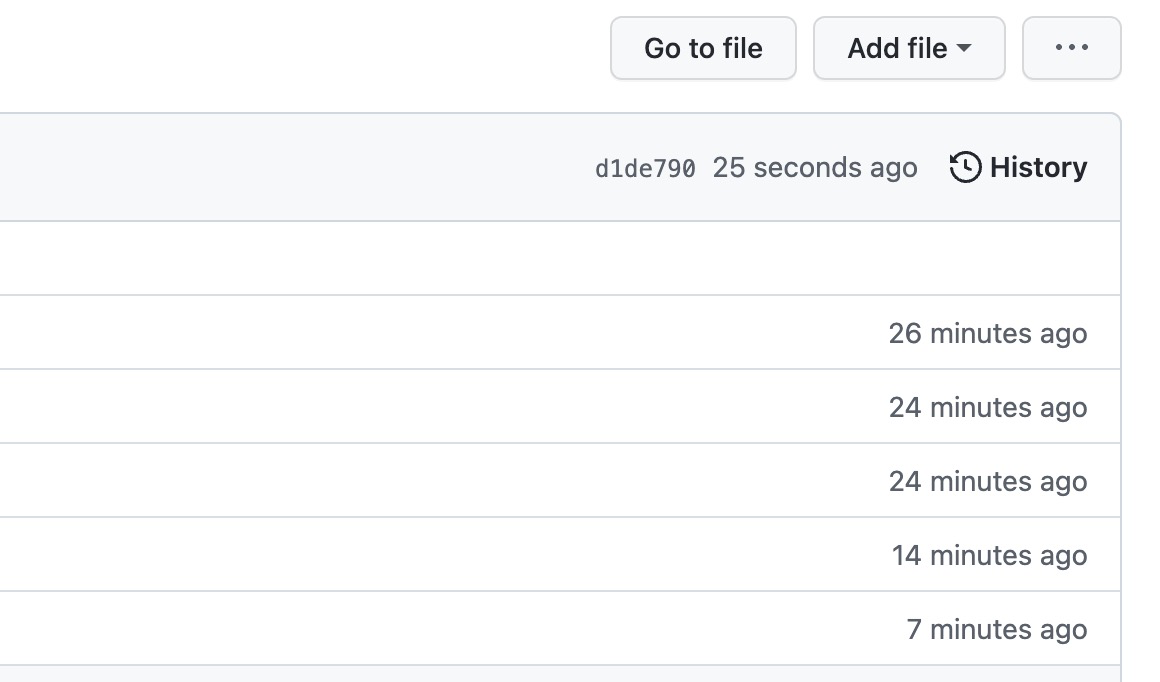 Go to file Add file ...
d1de790 25 seconds ago History
26 minutes ago
24 minutes ago
24 minutes ago
14 minutes ago
7 minutes ago